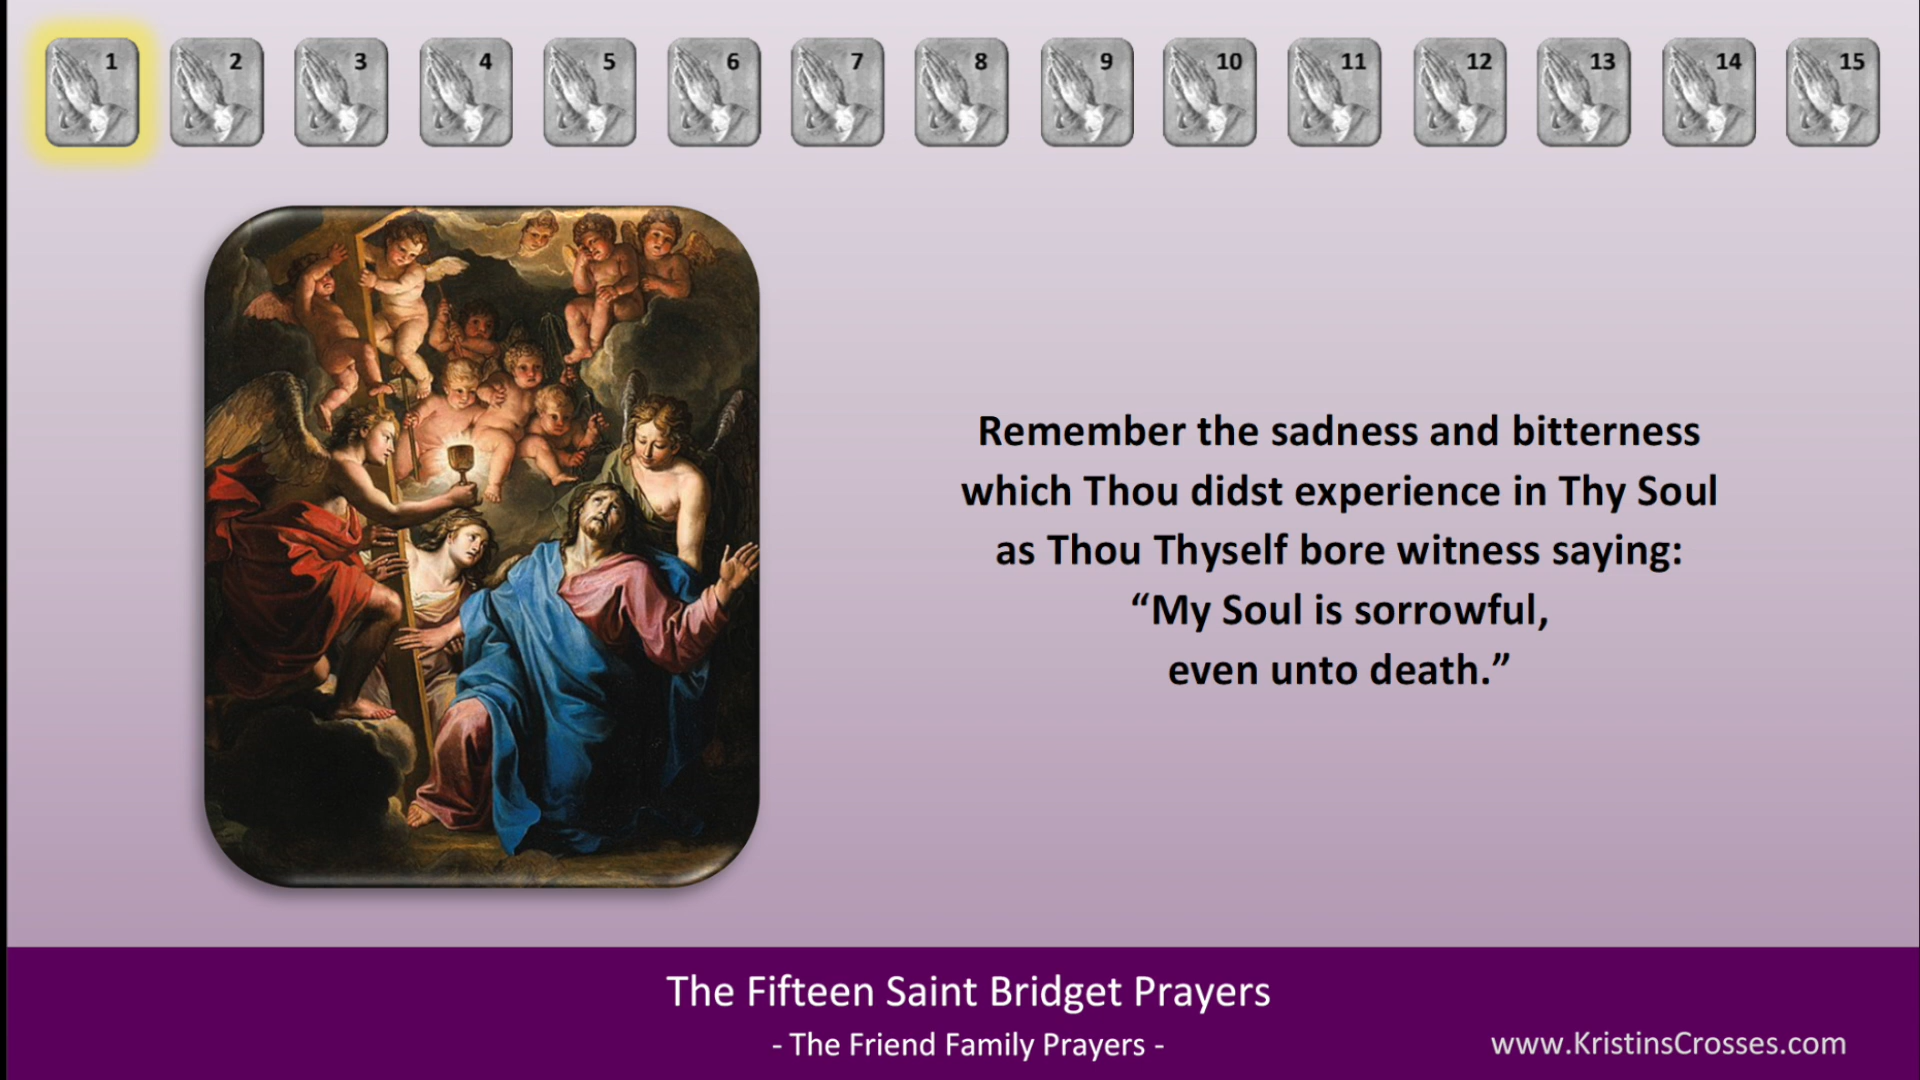 1 2 3 4 5 6 7 8 9 10 11 12 13 14 15
Remember the sadness and bitterness
which Thou didst experience in Thy Soul
as Thou Thyself bore witness saying:
“My Soul is sorrowful,
even unto death.”
The Fifteen Saint Bridget Prayers
- The Friend Family Prayers -
www.KristinsCrosses.com